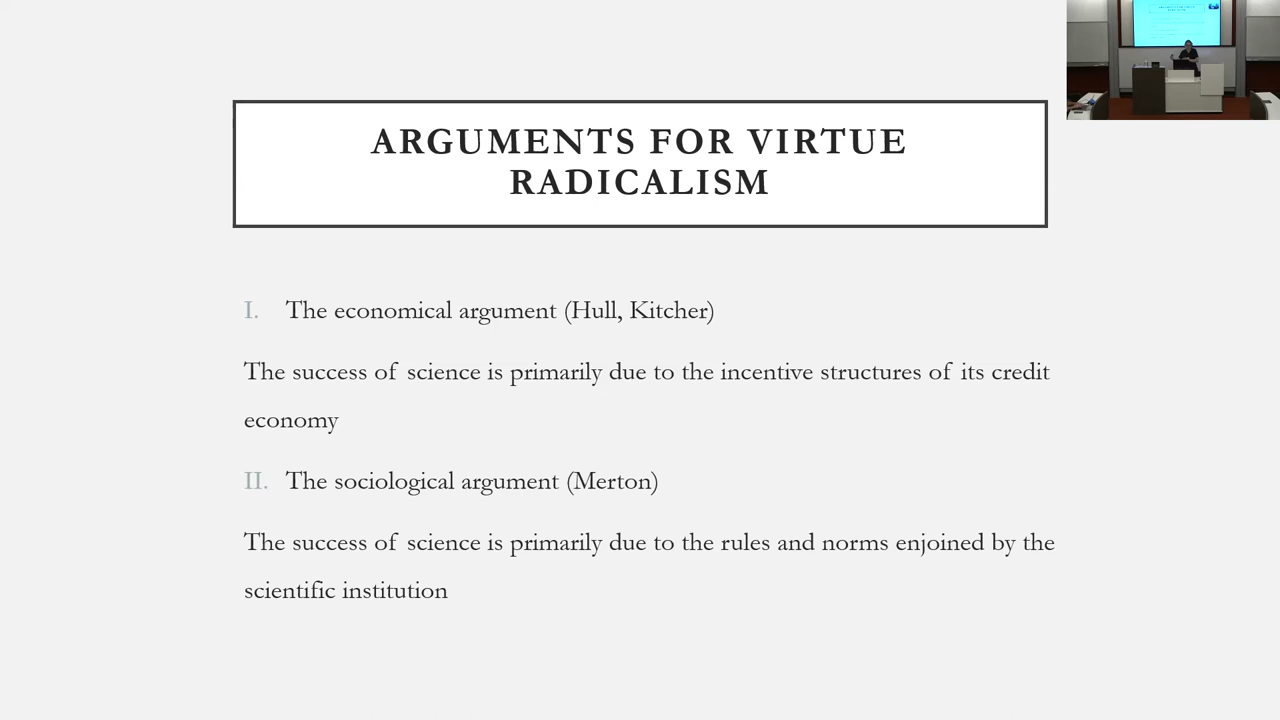 ARGUMENTS FOR VIRTUE
RADICALISM
I. The economical argument (Hull, Kitcher)
The success of science is primarily due to the incentive structures of its credit
economy
II. The sociological argument (Merton)
The success of science is primarily due to the rules and norms enjoined by the
scientific institution